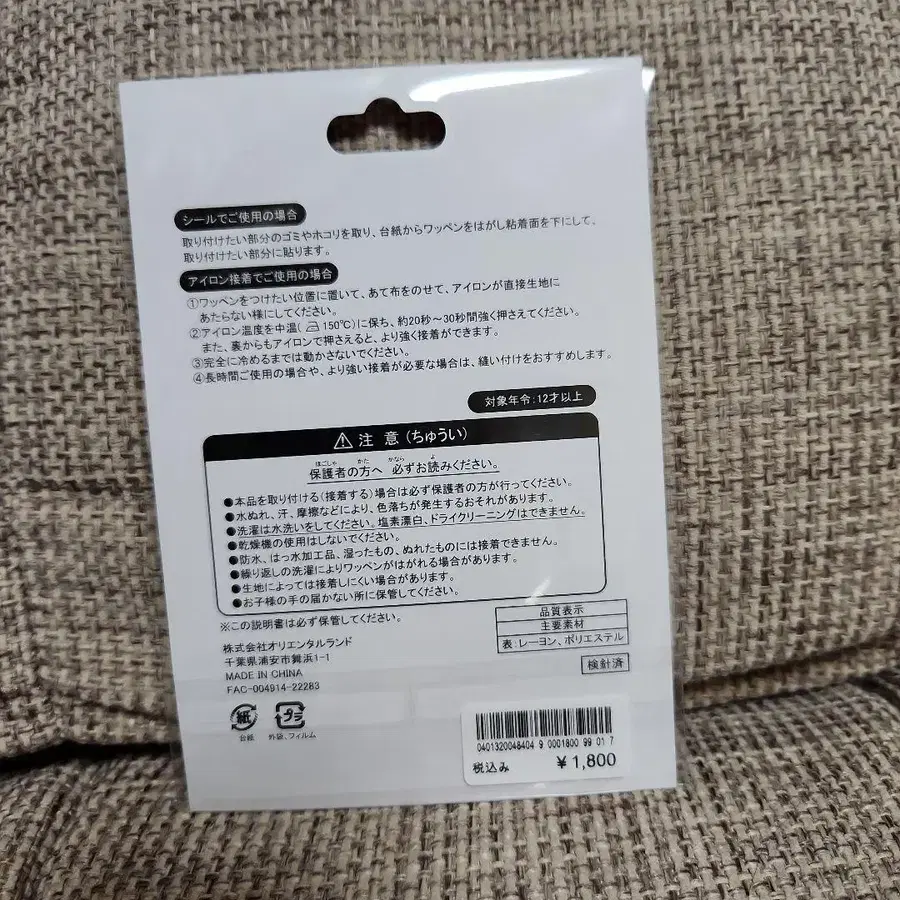 シールでご使用の場合
取り付けたい部分のゴミやホコリを取り、台紙からワッペンをはがし粘着面を下にして、
取り付けたい部分に貼ります。
アイロン接着でご使用の場合
①ワッペンをつけたい位置に置いて、あて布をのせて、アイロンが直接生地に
あたらない様にしてください。
②アイロン温度を中温(150℃)に保ち、約20秒〜30秒間強く押さえてください。
また、裏からもアイロンで押さえると、より強く接着ができます。
③完全に冷めるまでは動かさないでください。
④長時間ご使用の場合や、より強い接着が必要な場合は、縫い付けをおすすめします。
対象年令:12才以上
⚠注 意(ちゅうい)
ほごしゃ かた かなら よ
保護者の方へ 必ずお読みください。
●本品を取り付ける(接着する)場合は必ず保護者の方が行ってください。
●水ぬれ、汗、摩擦などにより、色落ちが発生するおそれがあります。
●洗濯は水洗いをしてください。塩素漂白、ドライクリーニングはできません。
●乾燥機の使用はしないでください。
●防水、はっ水加工品、湿ったもの、ぬれたものには接着できません。
●繰り返しの洗濯によりワッペンがはがれる場合があります。
●生地によっては接着しにくい場合があります。
●お子様の手の届かない所に保管してください。
※この説明書は必ず保管してください。
品質表示
主要素材
表:レーヨン、ポリエステル
検針済
株式会社オリエンタルランド
千葉県浦安市舞浜1-1
MADE IN CHINA
FAC-004914-22283
紙 プラ
台紙 外袋、フィルム
0401320048404 9 0001800 99 01 7
税込み ¥1,800